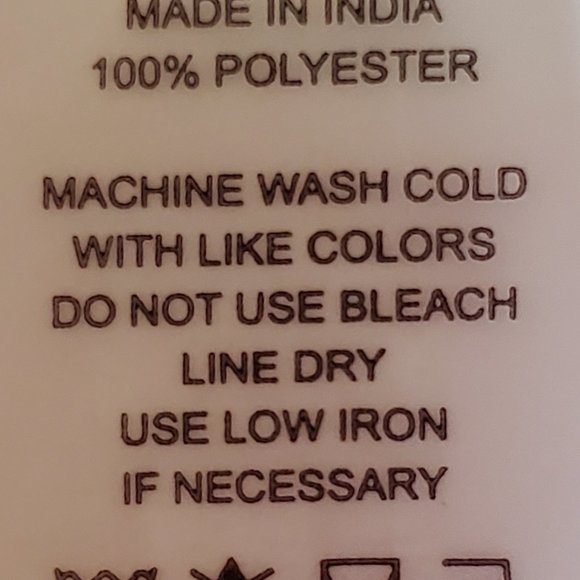 MADE IN INDIA
100% POLYESTER
MACHINE WASH COLD
WITH LIKE COLORS
DO NOT USE BLEACH
LINE DRY
USE LOW IRON
IF NECESSARY